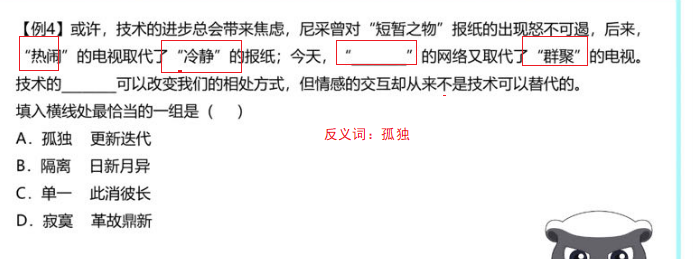 【例4】或许，技术的进步总会带来焦虑，尼采曾对“短暂之物”报纸的出现怒不可遏，后来，
“热闹”的电视取代了“冷静”的报纸；今天，“________”的网络又取代了“群聚”的电视。
技术的_______可以改变我们的相处方式，但情感的交互却从来不是技术可以替代的。
填入横线处最恰当的一组是（ ）
A．孤独 更新迭代
反义词：孤独
B．隔离 日新月异
C．单一 此消彼长
D．寂寞 革故鼎新